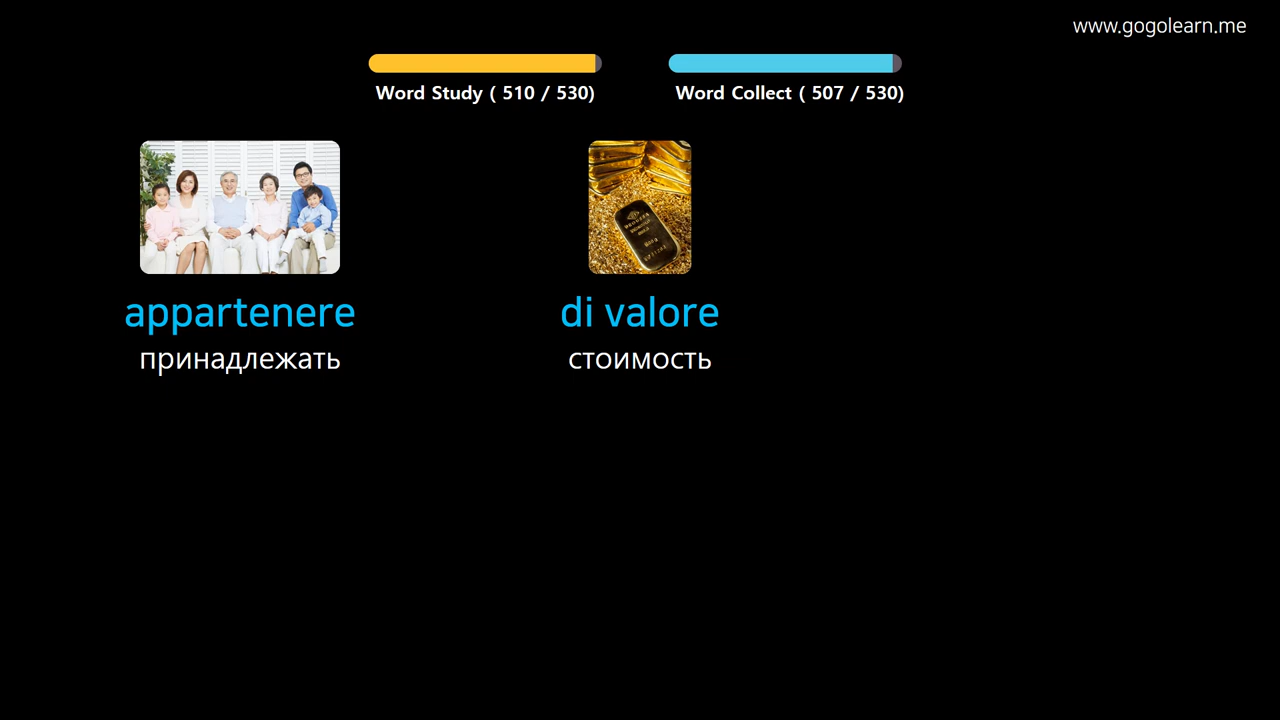 www.gogolearn.me
Word Study ( 510 / 530)
Word Collect ( 507 / 530)
appartenere
di valore
принадлежать
стоимость